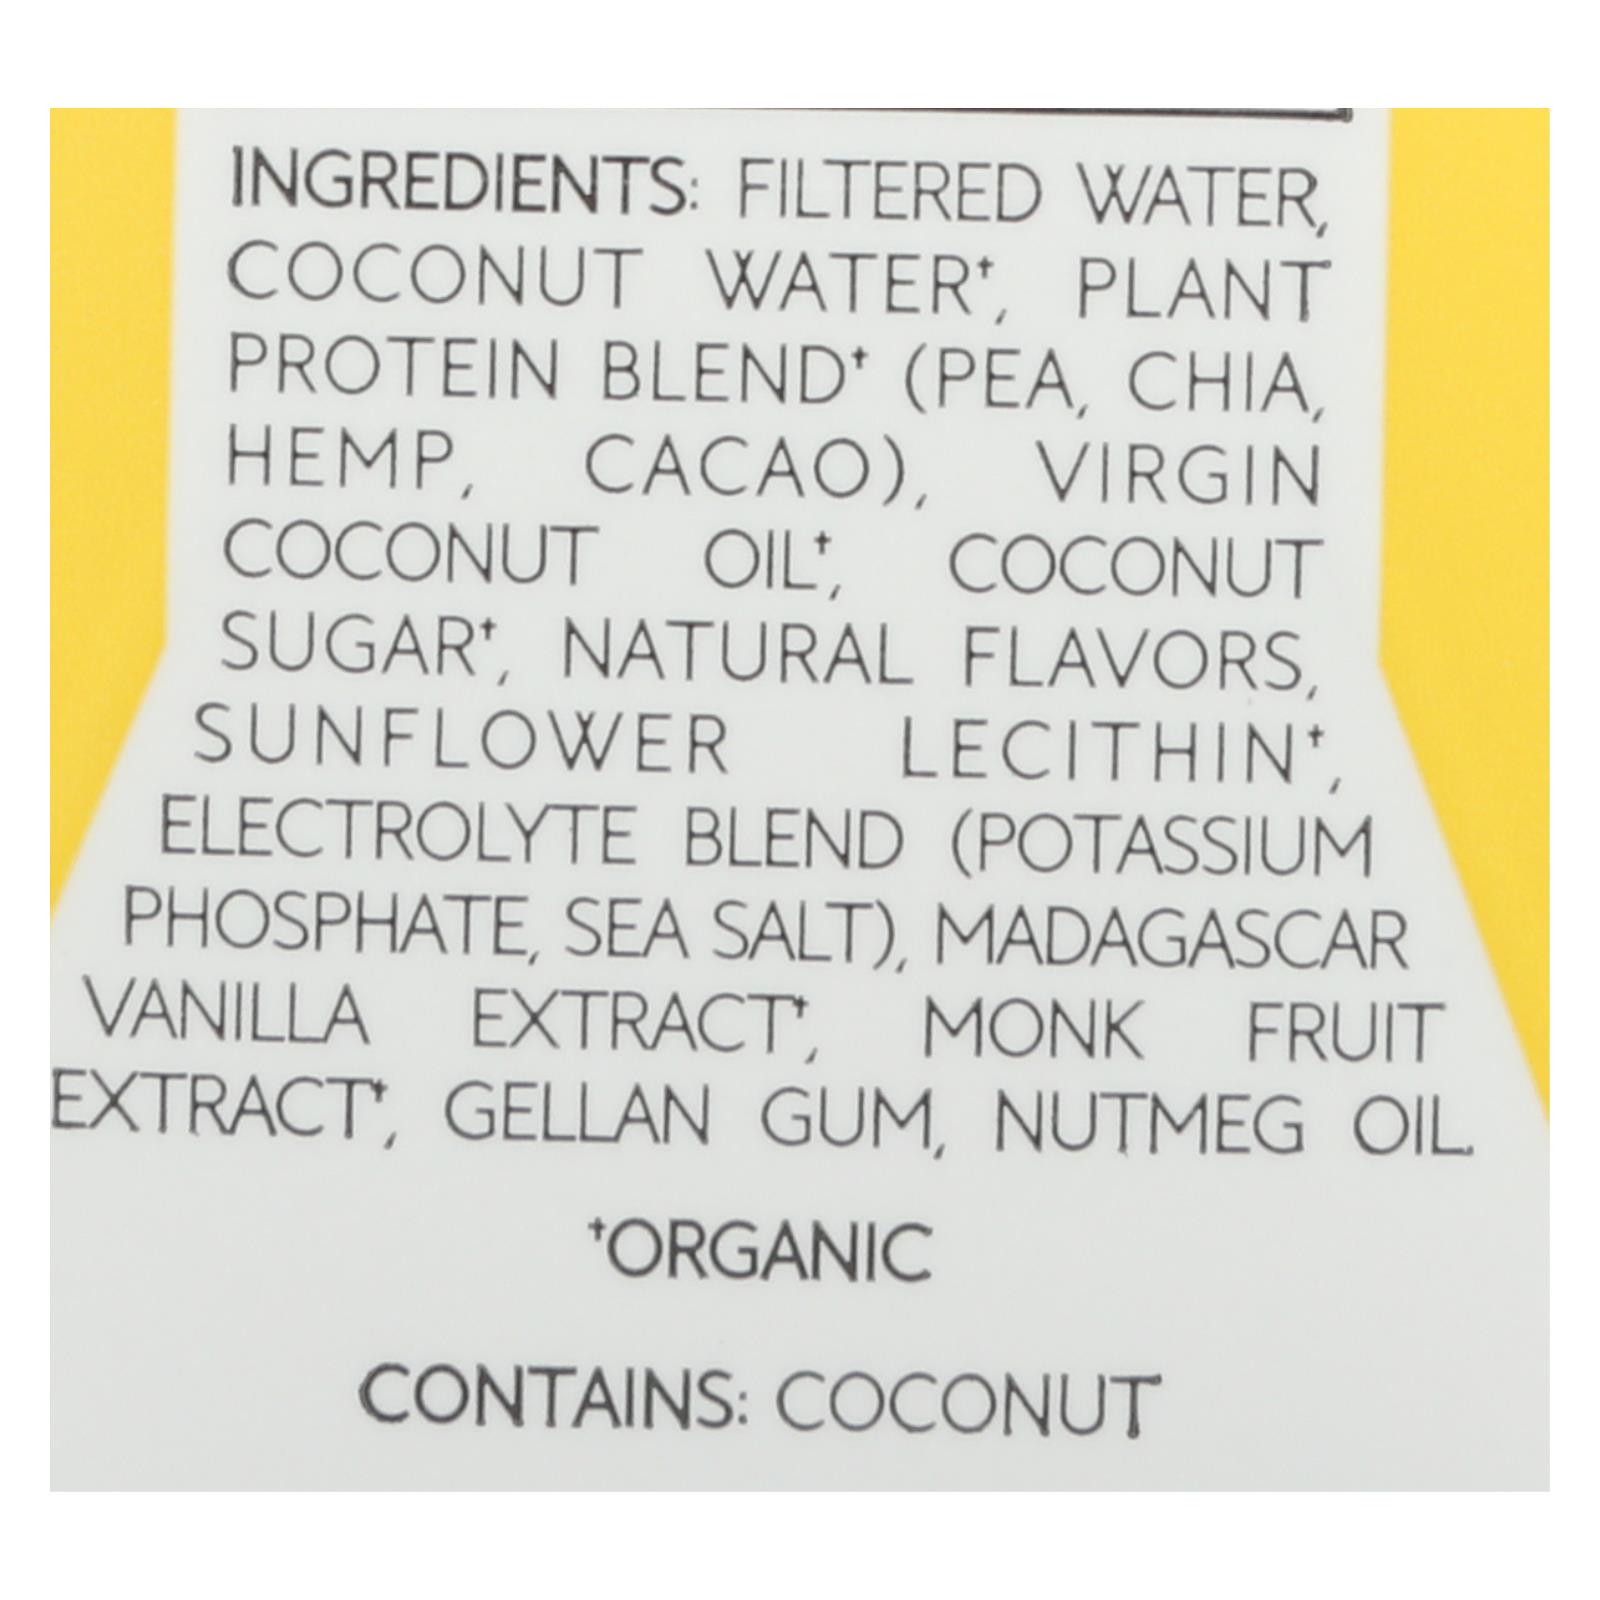 INGREDIENTS: FILTERED WATER,
COCONUT WATER†, PLANT
PROTEIN BLEND† (PEA, CHIA,
HEMP, CACAO), VIRGIN
COCONUT OIL†, COCONUT
SUGAR†, NATURAL FLAVORS,
SUNFLOWER LECITHIN†,
ELECTROLYTE BLEND (POTASSIUM
PHOSPHATE, SEA SALT), MADAGASCAR
VANILLA EXTRACT†, MONK FRUIT
EXTRACT†, GELLAN GUM, NUTMEG OIL.
†ORGANIC
CONTAINS: COCONUT